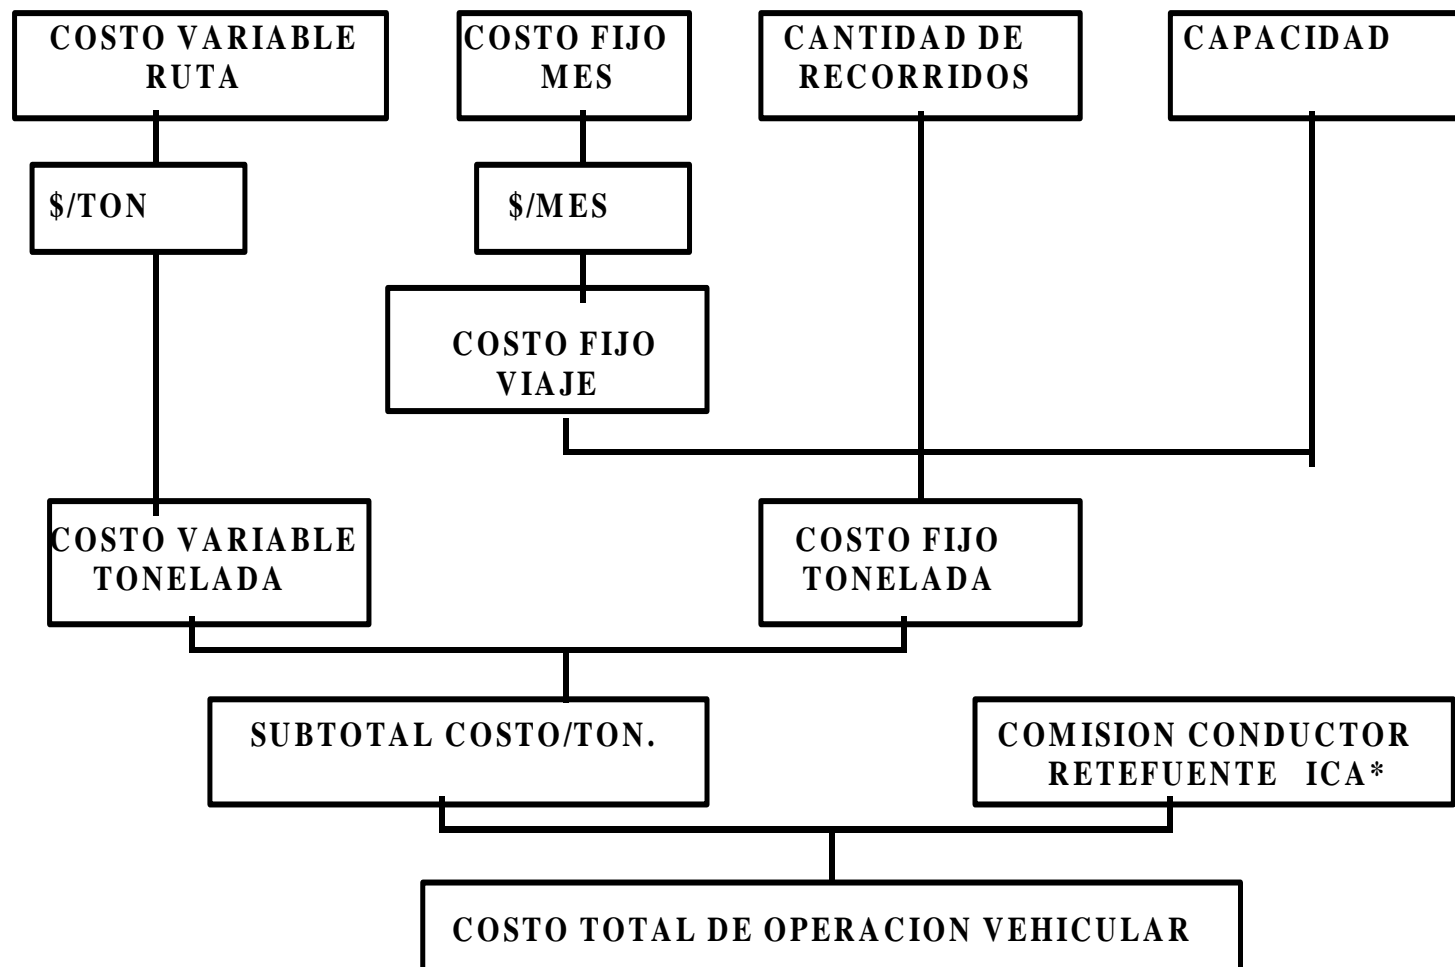 COSTO VARIABLE
RUTA
COSTO FIJO
MES
CANTIDAD DE
RECORRIDOS
CAPACIDAD
$/TON
$/MES
COSTO FIJO
VIAJE
COSTO VARIABLE
TONELADA
COSTO FIJO
TONELADA
SUBTOTAL COSTO/TON.
COMISION CONDUCTOR
RETEFUENTE ICA*
COSTO TOTAL DE OPERACION VEHICULAR